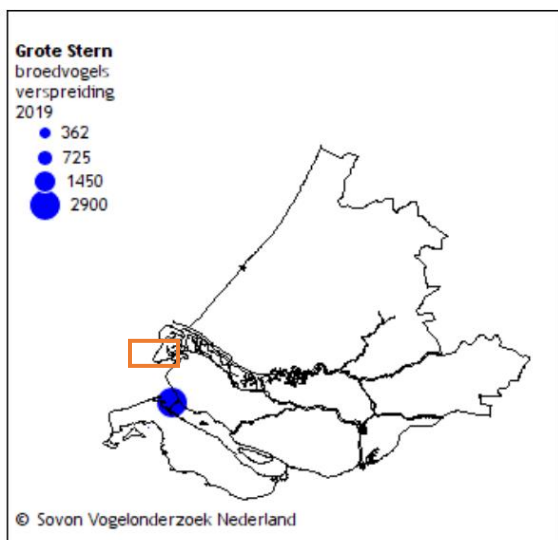 Grote Stern
broedvogels
verspreiding
2019
362
725
1450
2900
© Sovon Vogelonderzoek Nederland